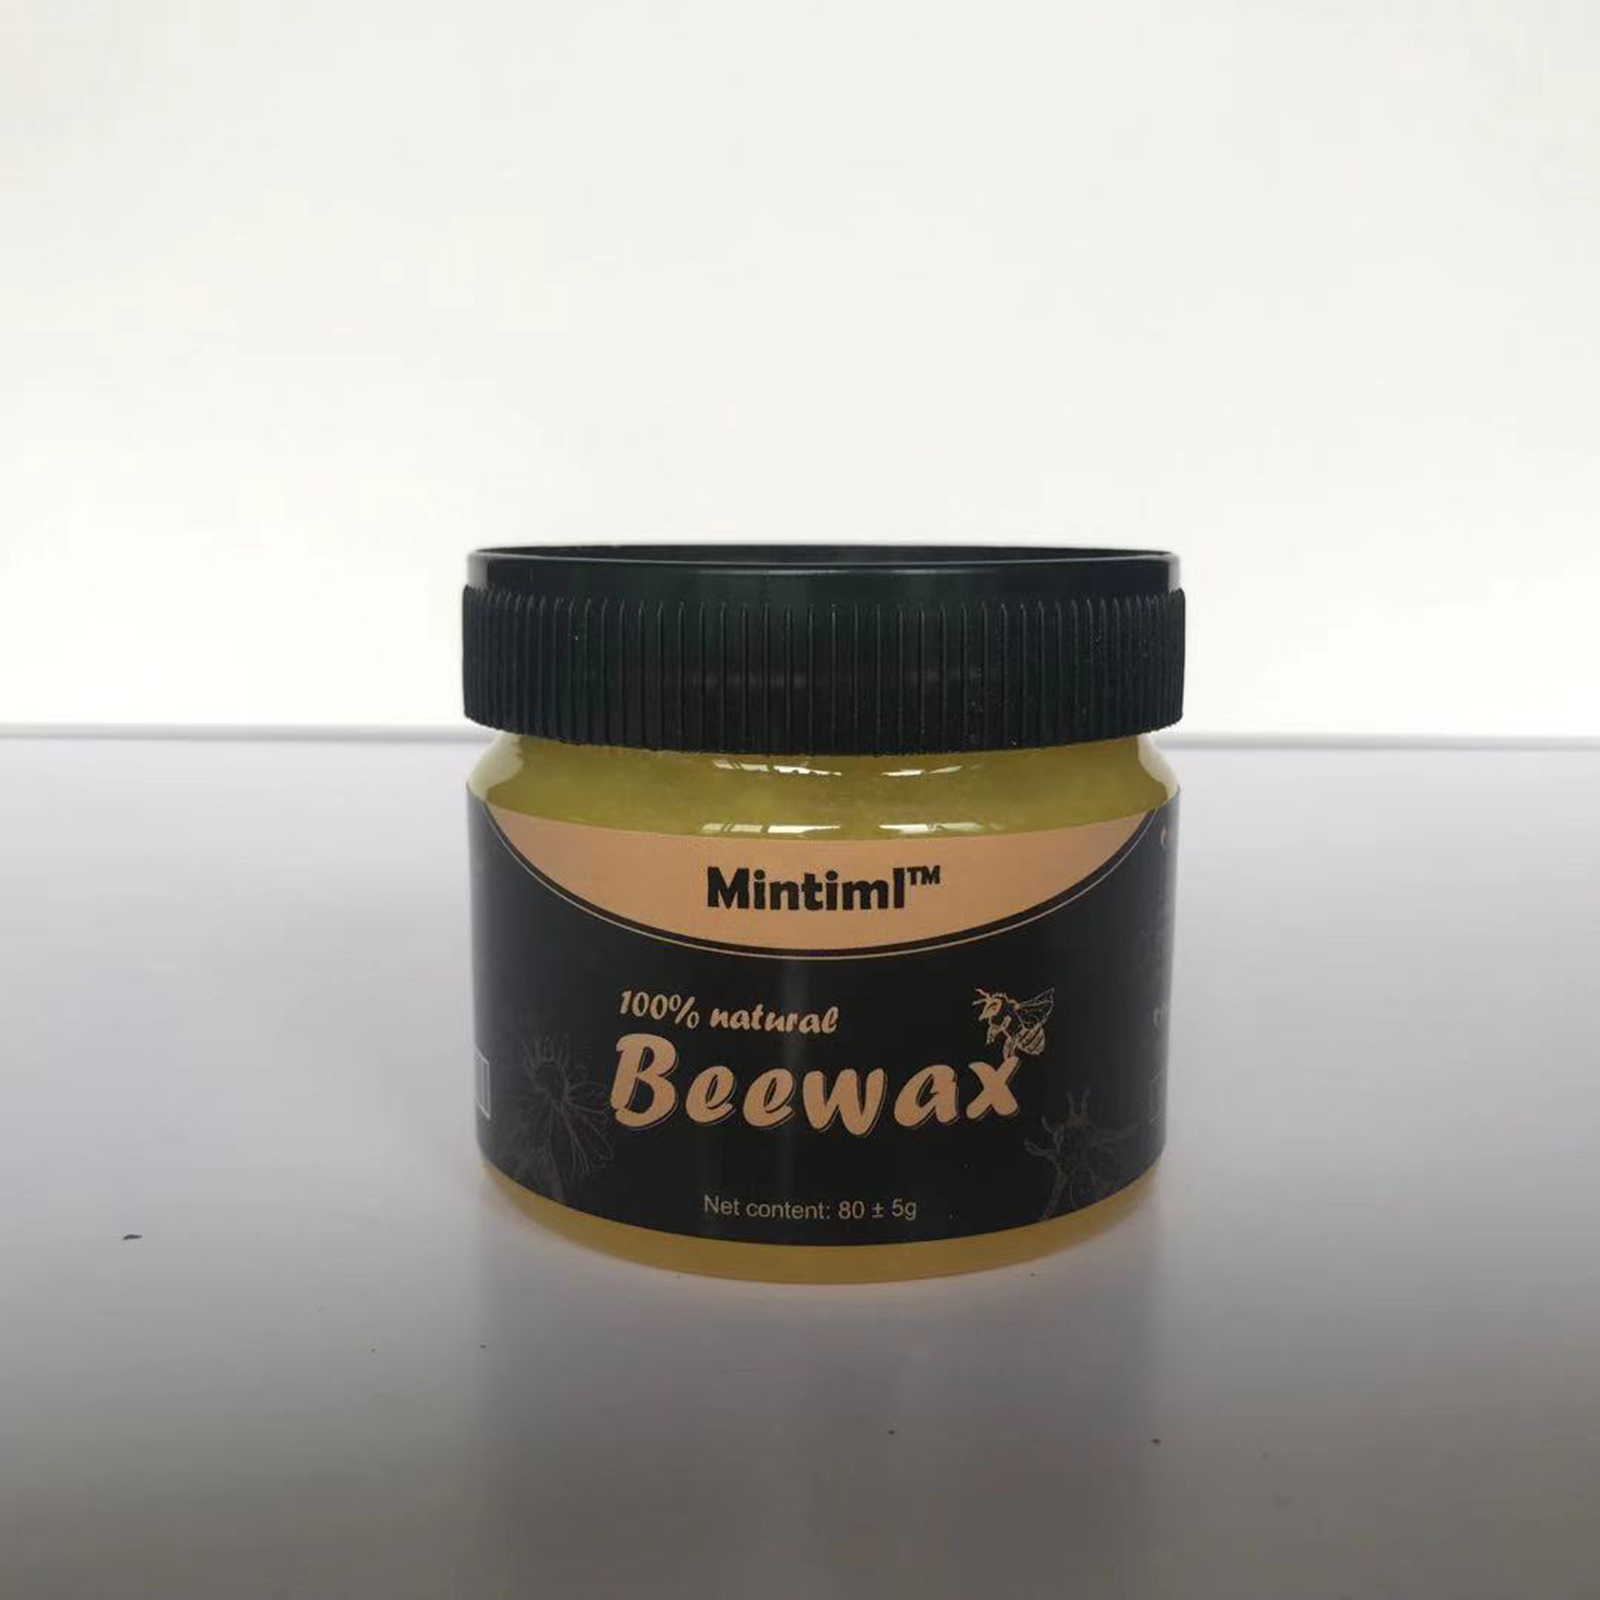 Mintiml™
100% natural
Beewax
Net content: 80 ± 5g